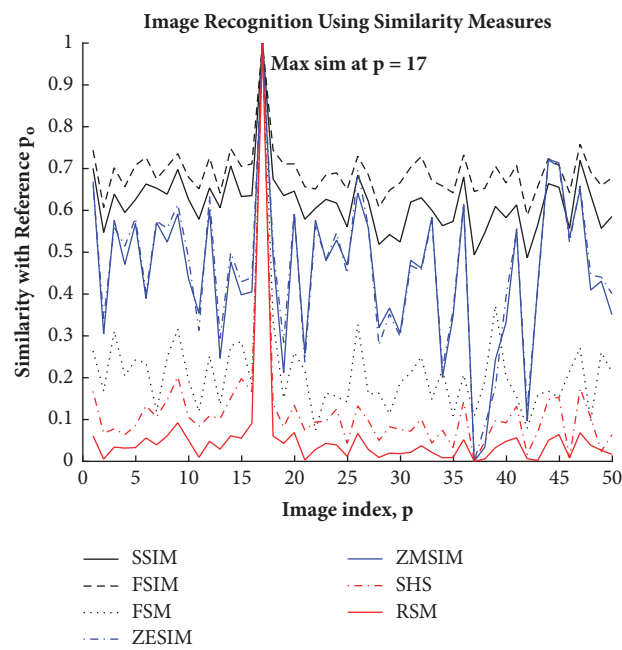 Image Recognition Using Similarity Measures
Max sim at p = 17
Similarity with Reference p₀
1
0.9
0.8
0.7
0.6
0.5
0.4
0.3
0.2
0.1
0
0 5 10 15 20 25 30 35 40 45 50
Image index, p
SSIM
FSIM
FSM
ZESIM
ZMSIM
SHS
RSM